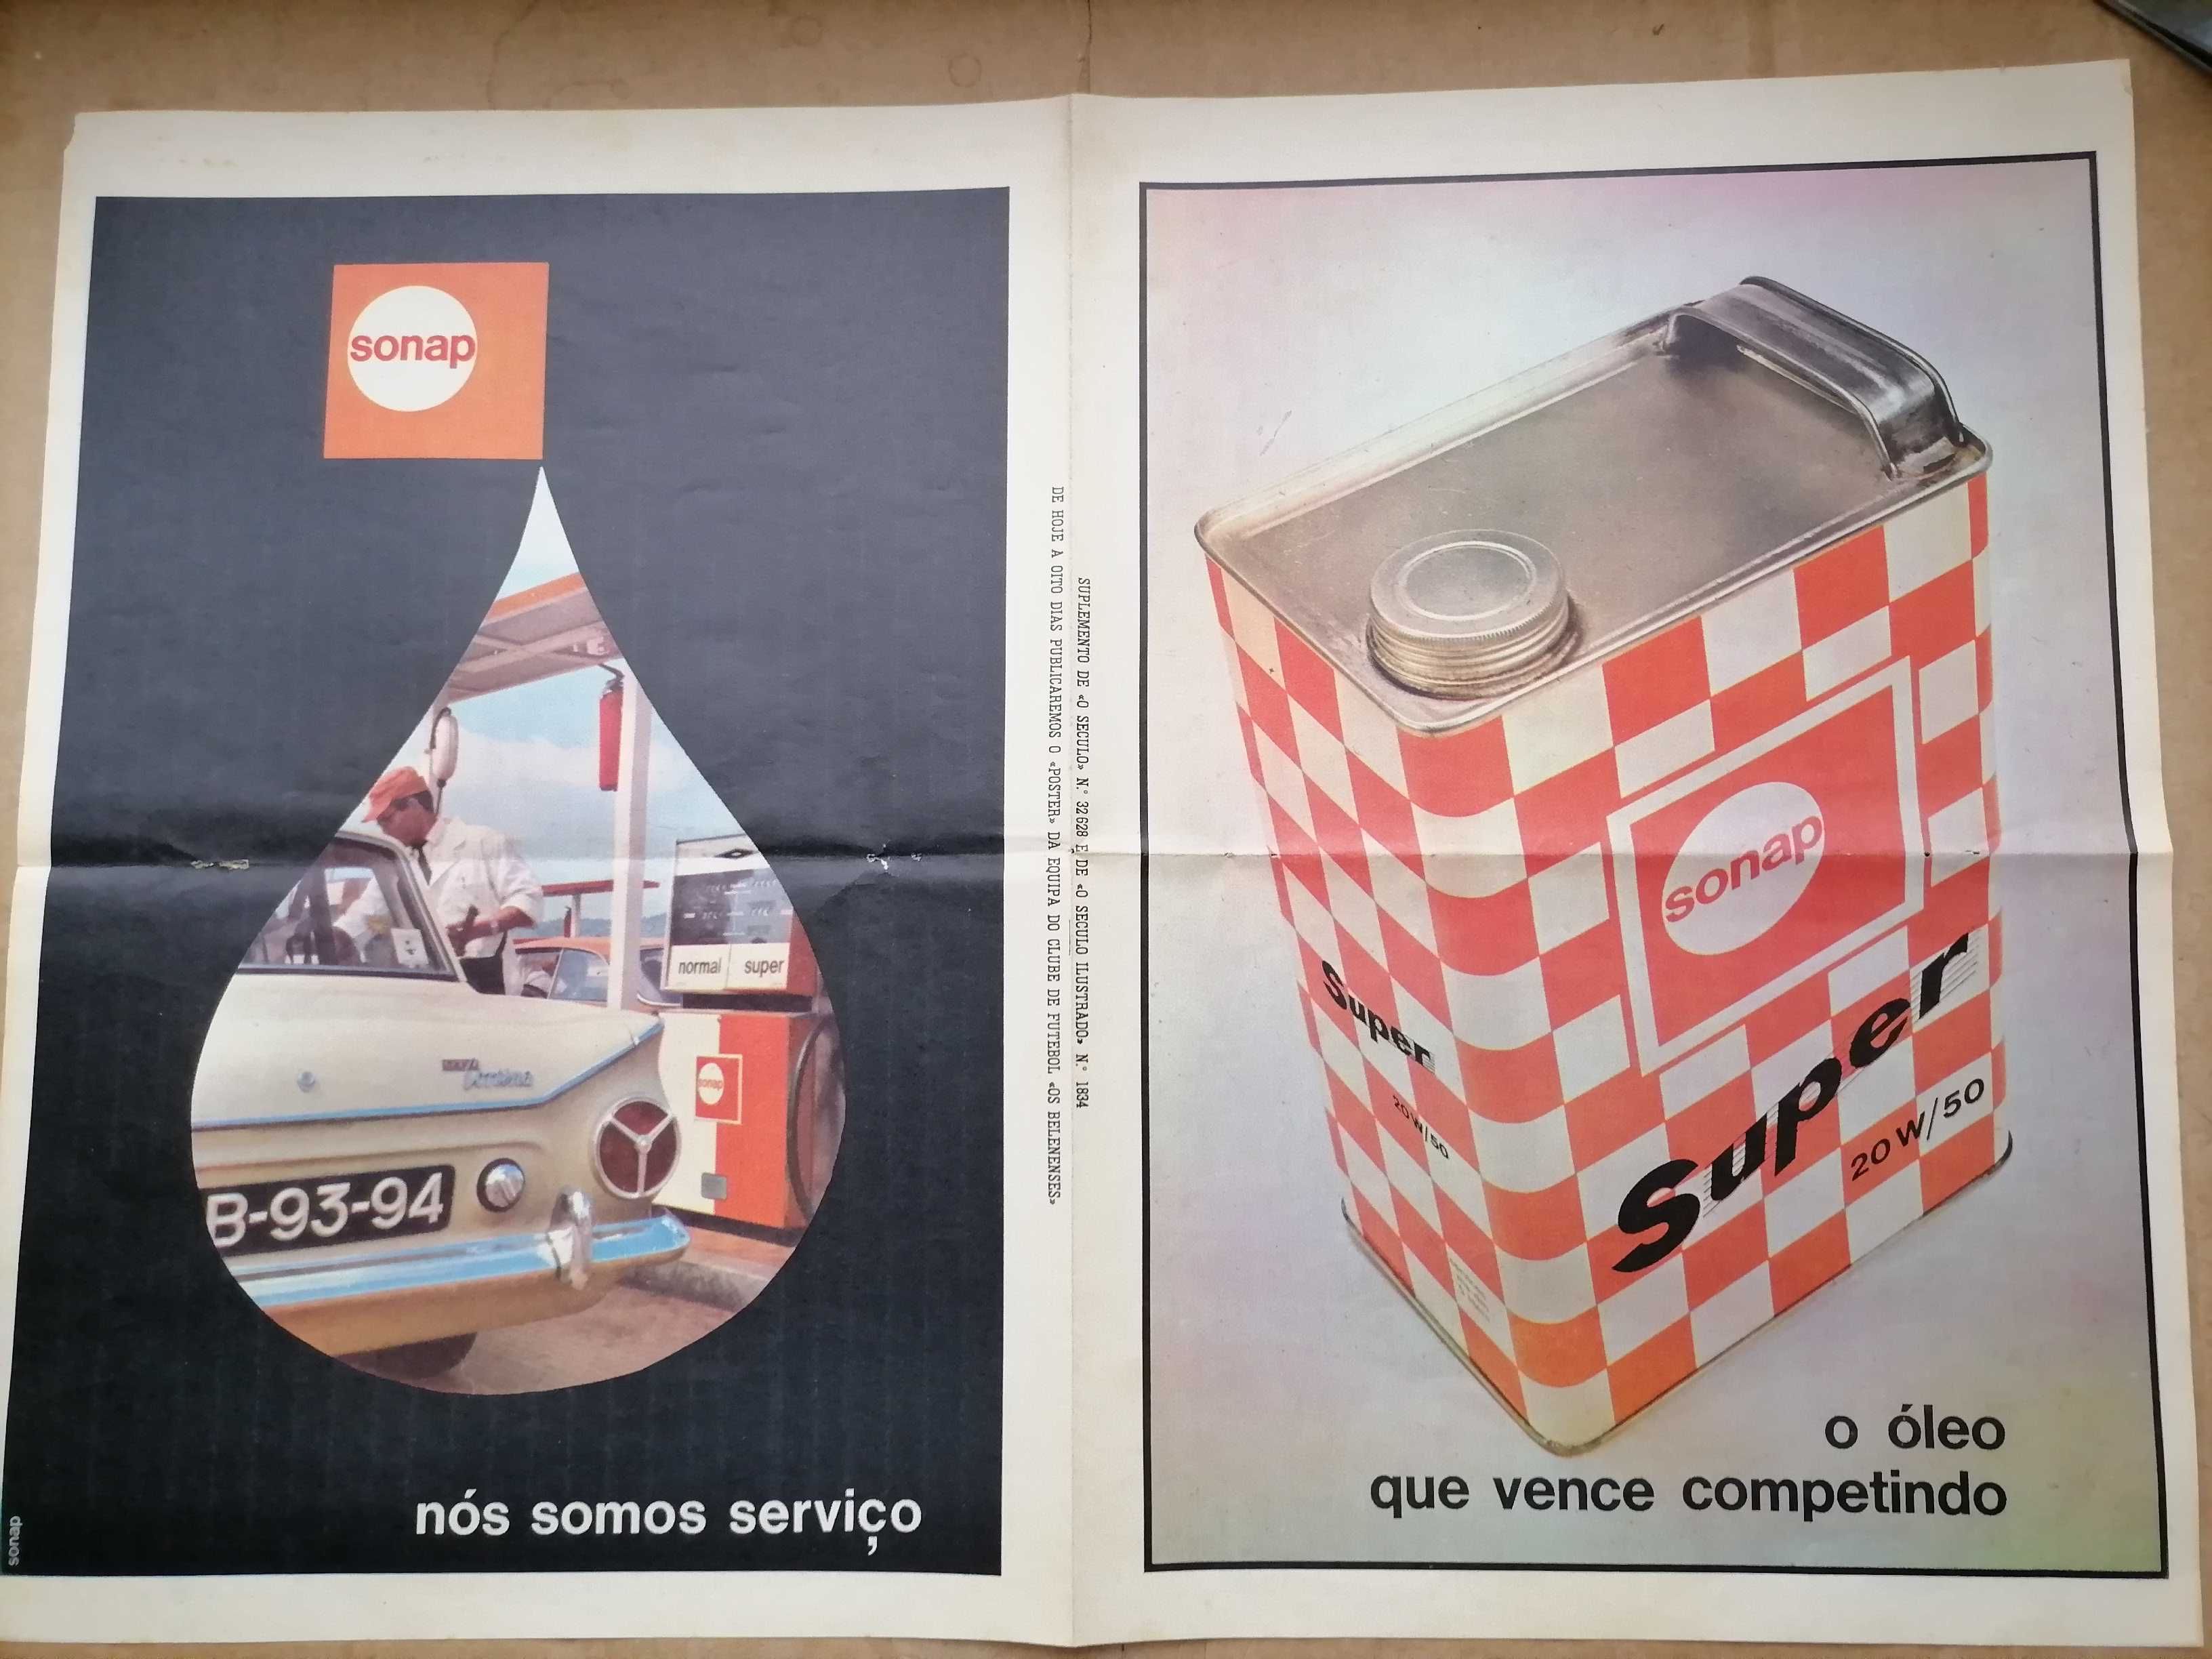 sonap
normal super
sonap
B-93-94
nós somos serviço
sonap
DE HOJE A OITO DIAS PUBLICAREMOS O «POSTER» DA EQUIPA DO CLUBE DE FUTEBOL «OS BELENENSES»
SUPLEMENTO DE «O SECULO» N.° 32 628 E DE «O SECULO ILUSTRADO» N.° 1834
sonap
Super
20W/50
Super
20W/50
o óleo
que vence competindo